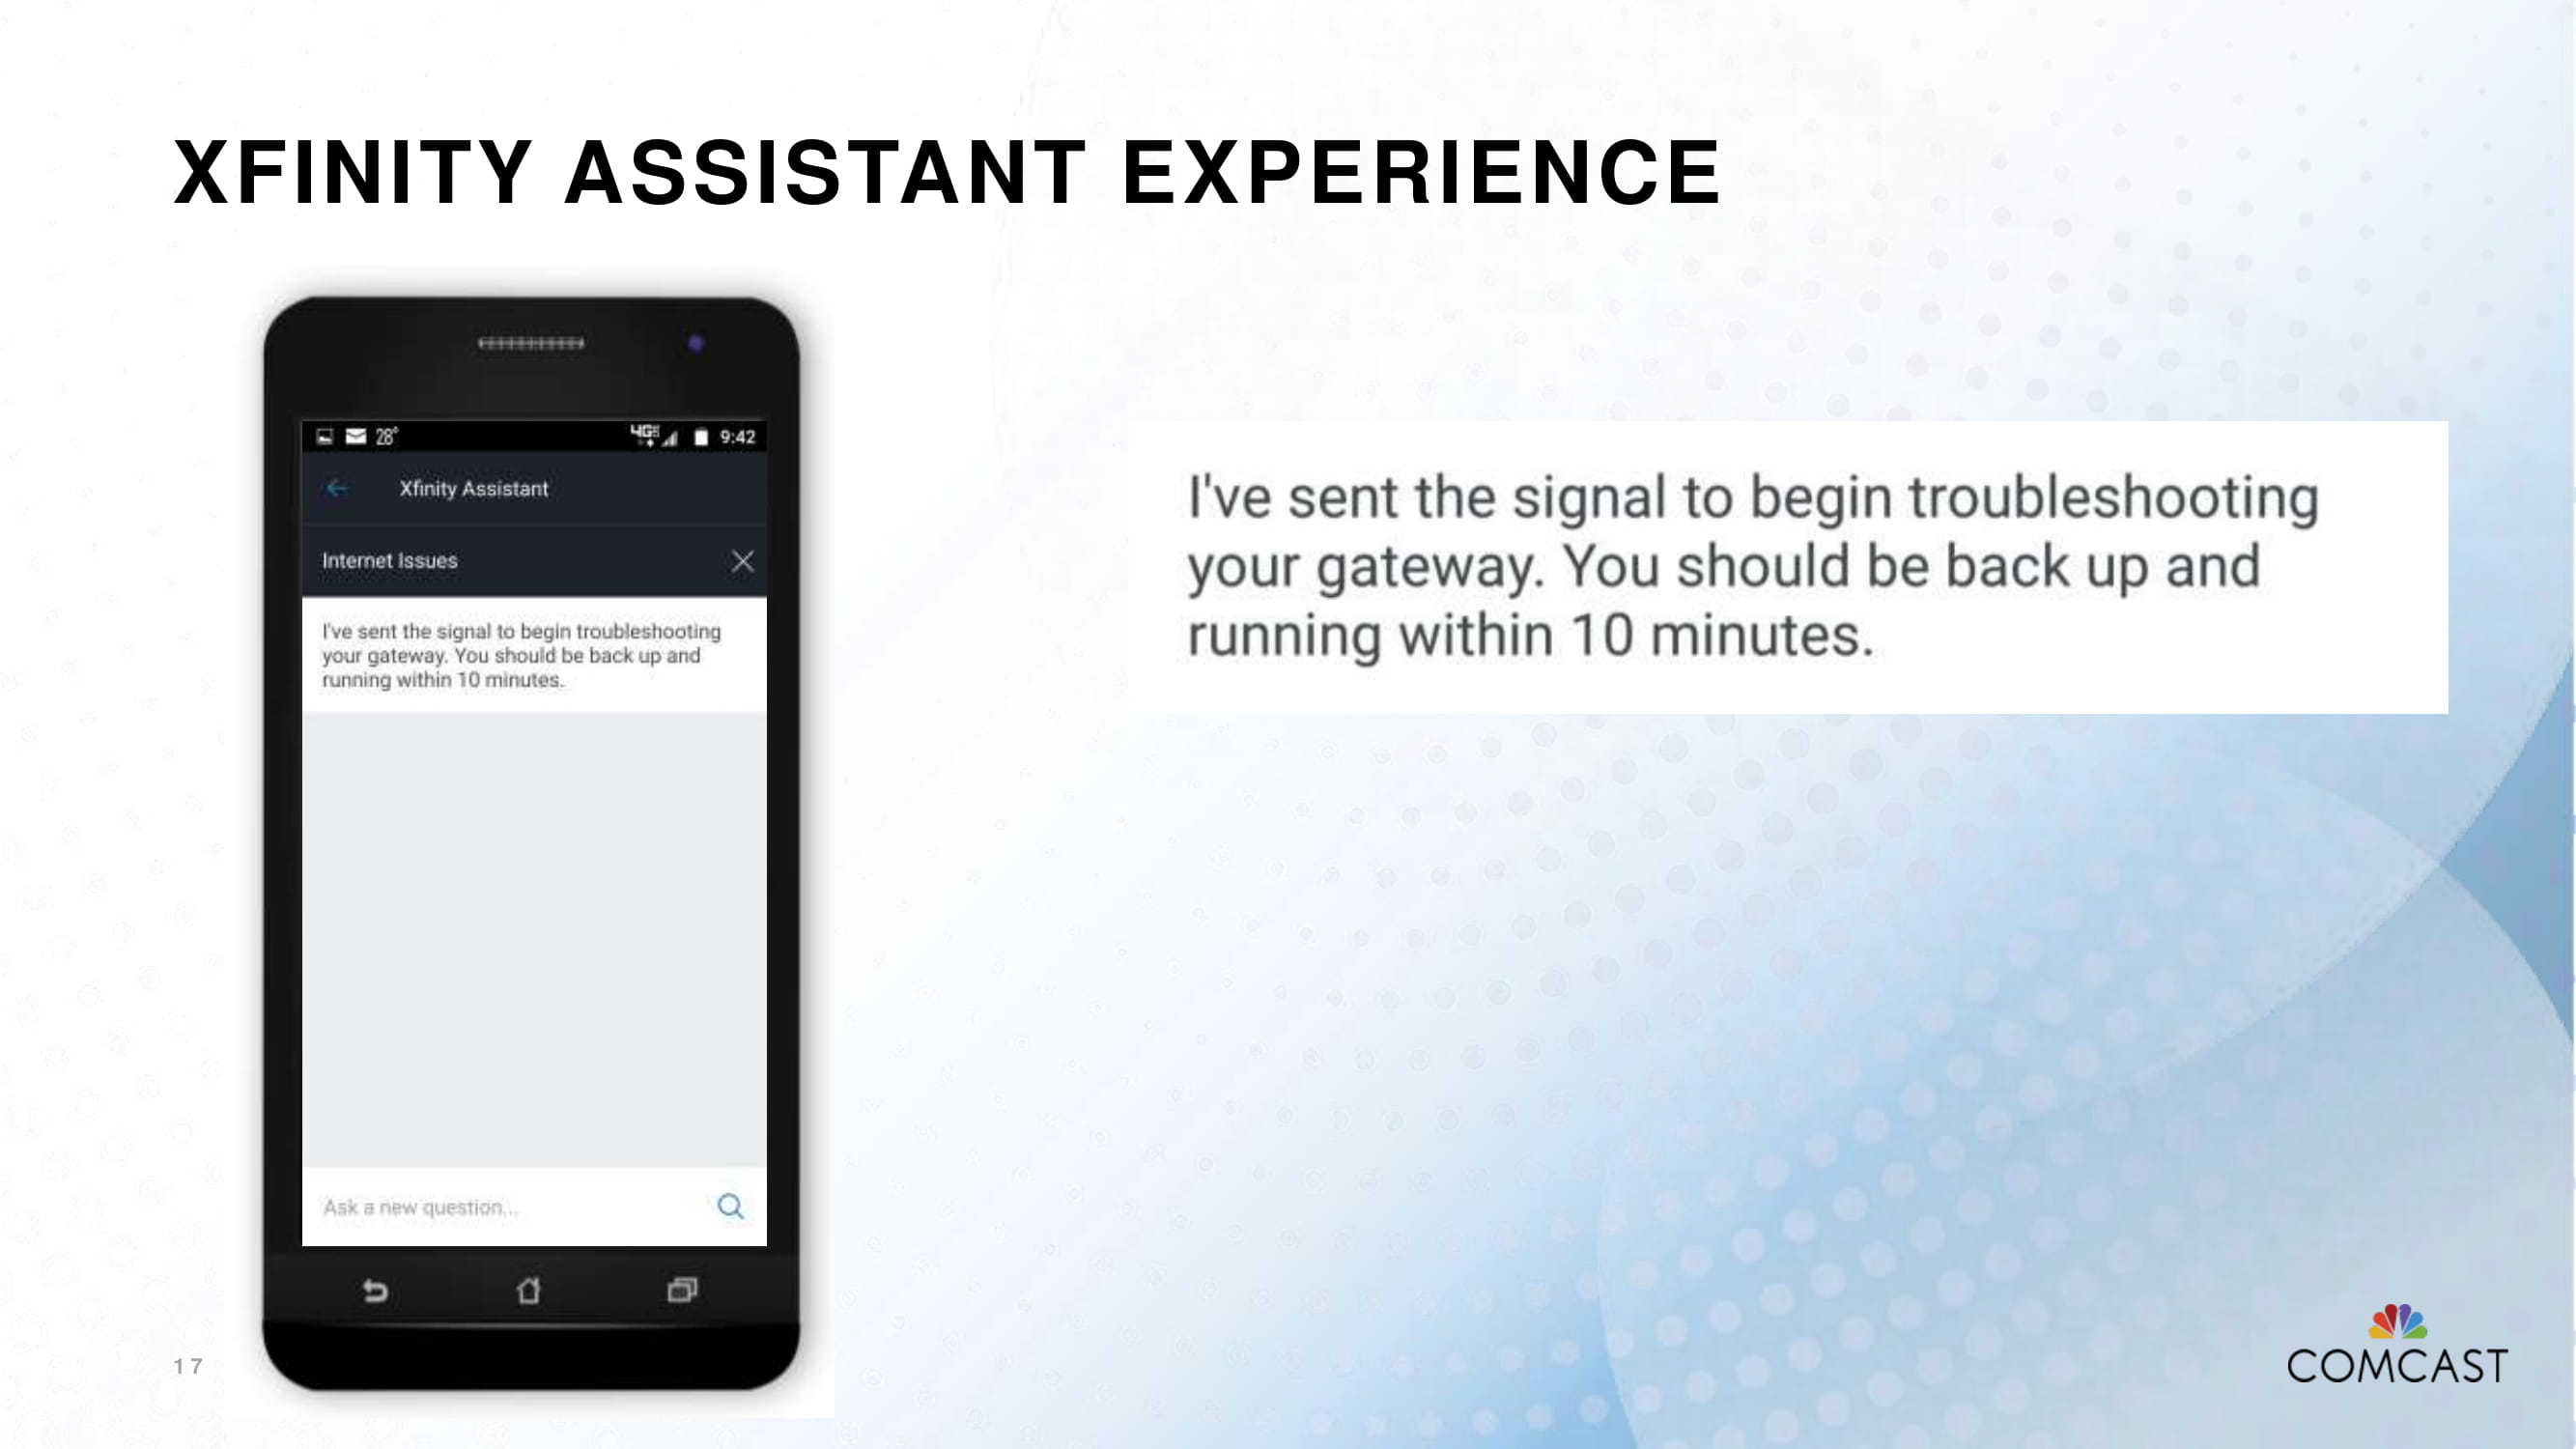 XFINITY ASSISTANT EXPERIENCE
28°
4G
9:42
Xfinity Assistant
Internet Issues
I've sent the signal to begin troubleshooting
your gateway. You should be back up and
running within 10 minutes.
Ask a new question...
I've sent the signal to begin troubleshooting
your gateway. You should be back up and
running within 10 minutes.
17
COMCAST